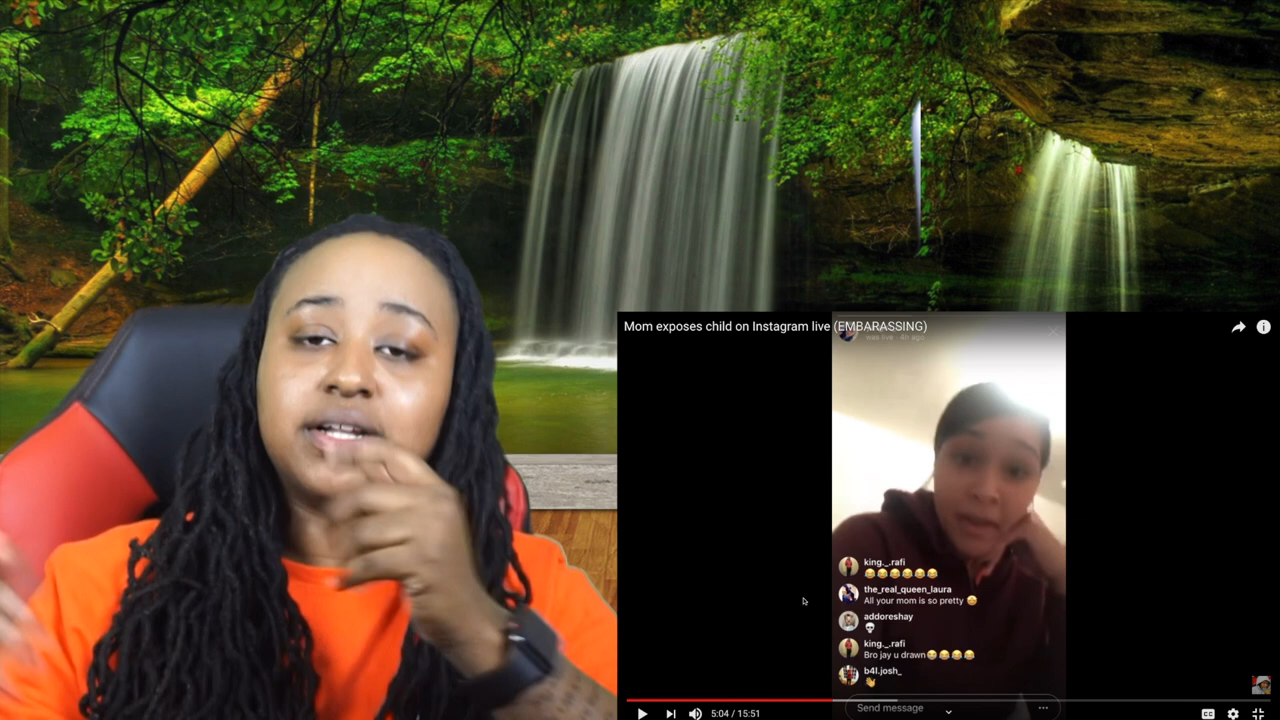 Mom exposes child on Instagram live (EMBARASSING)
was live · 4h ago
king._.rafi
😂😂😂😂😂😂
the_real_queen_laura
All your mom is so pretty 🤩
addoreshay
💀
king._.rafi
Bro jay u drawn😂😂😂😂
b4l.josh_
👋
Send message
5:04 / 15:51
CC